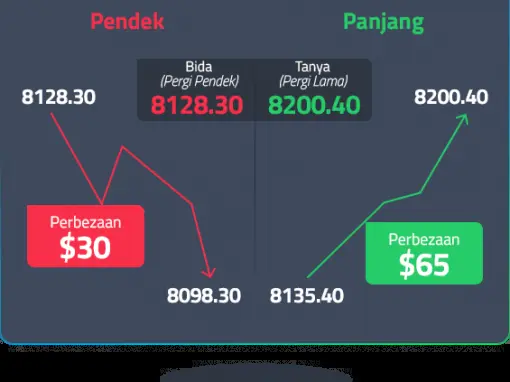 Pendek
Panjang
Bida
(Pergi Pendek)
8128.30
Tanya
(Pergi Lama)
8200.40
8128.30
8200.40
Perbezaan
$30
Perbezaan
$65
8098.30
8135.40